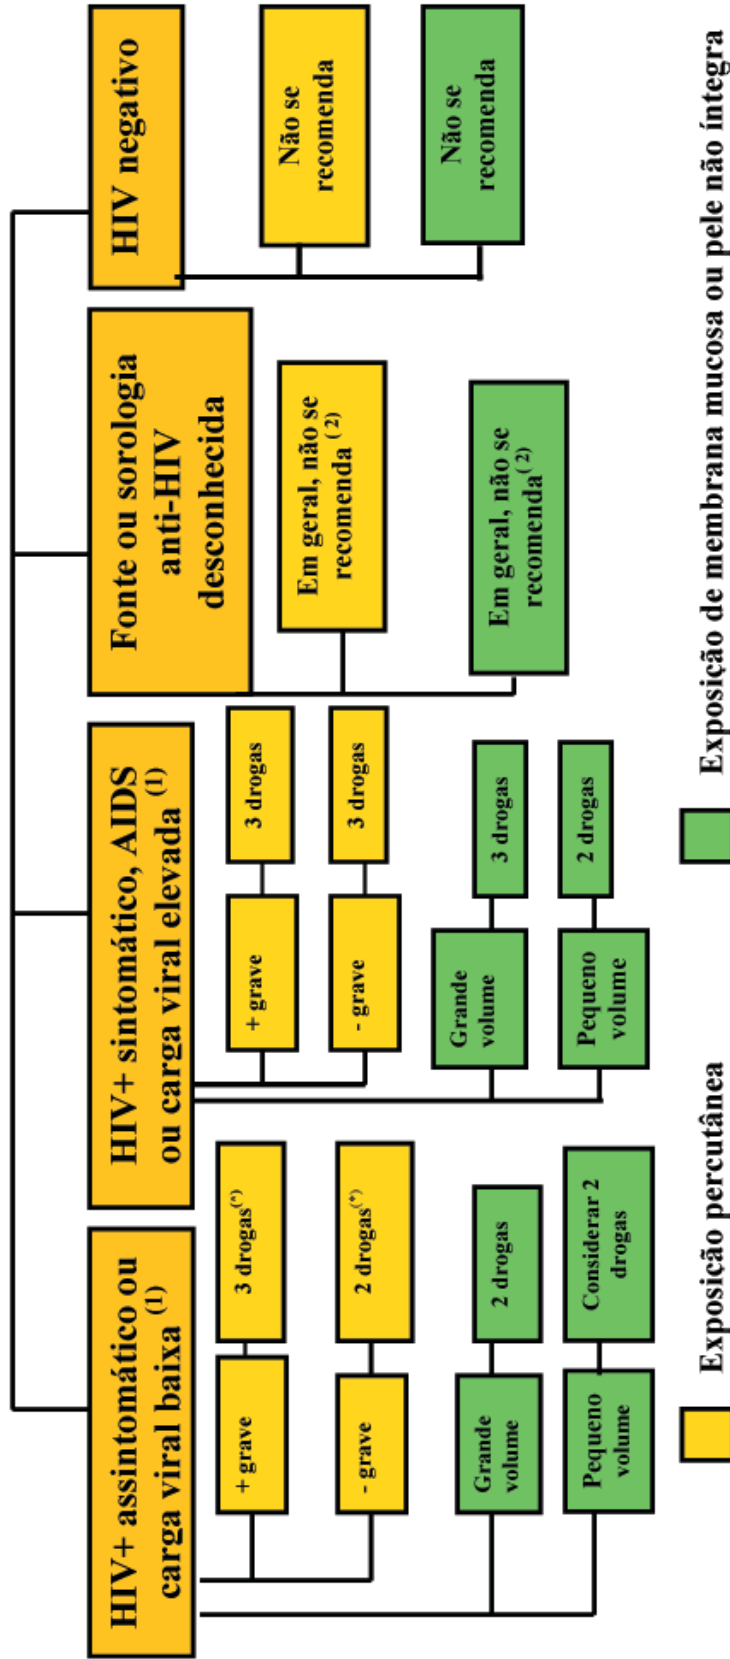 HIV+ assintomático ou
carga viral baixa (1)
+ grave
3 drogas(*)
- grave
2 drogas(*)
Grande
volume
2 drogas
Pequeno
volume
Considerar 2
drogas
HIV+ sintomático, AIDS
ou carga viral elevada (1)
+ grave
3 drogas
- grave
3 drogas
Grande
volume
3 drogas
Pequeno
volume
2 drogas
Fonte ou sorologia
anti-HIV
desconhecida
Em geral, não se
recomenda (2)
Em geral, não se
recomenda(2)
HIV negativo
Não se
recomenda
Não se
recomenda
Exposição percutânea
Exposição de membrana mucosa ou pele não íntegra